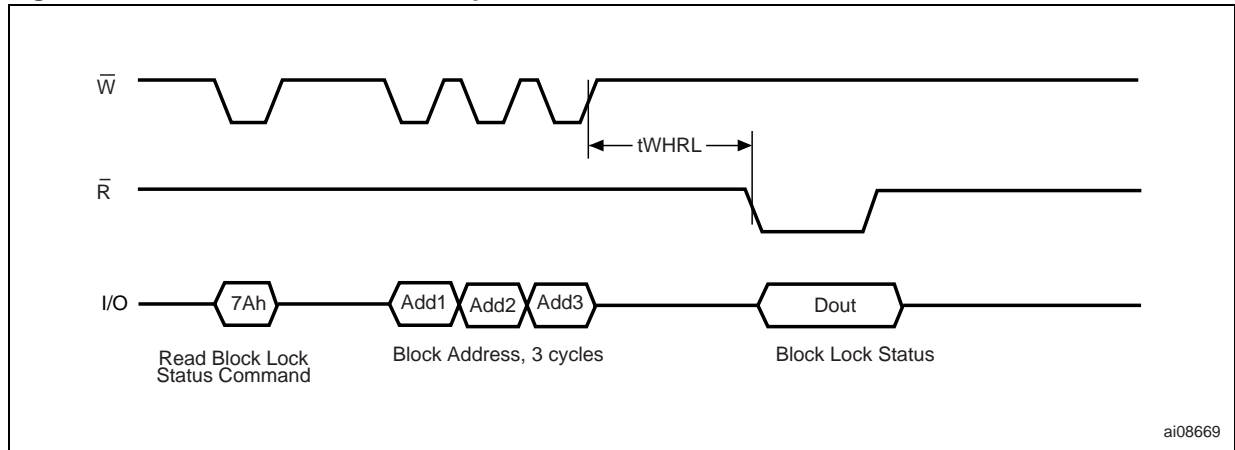 W̅
tWHRL
R̅
I/O
7Ah
Add1
Add2
Add3
Dout
Read Block Lock
Status Command
Block Address, 3 cycles
Block Lock Status
ai08669